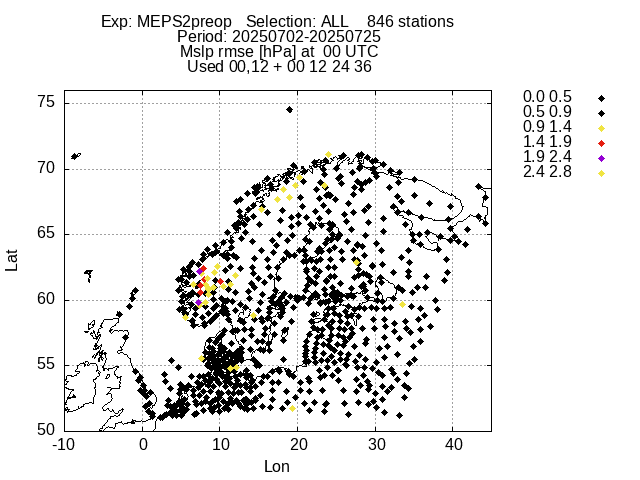 Exp: MEPS2preop   Selection: ALL    846 stations
Period: 20250702-20250725
Mslp rmse [hPa] at  00 UTC
Used 00,12 + 00 12 24 36
0.0 0.5
0.5 0.9
0.9 1.4
1.4 1.9
1.9 2.4
2.4 2.8
75
70
65
60
55
50
Lat
-10 0 10 20 30 40
Lon